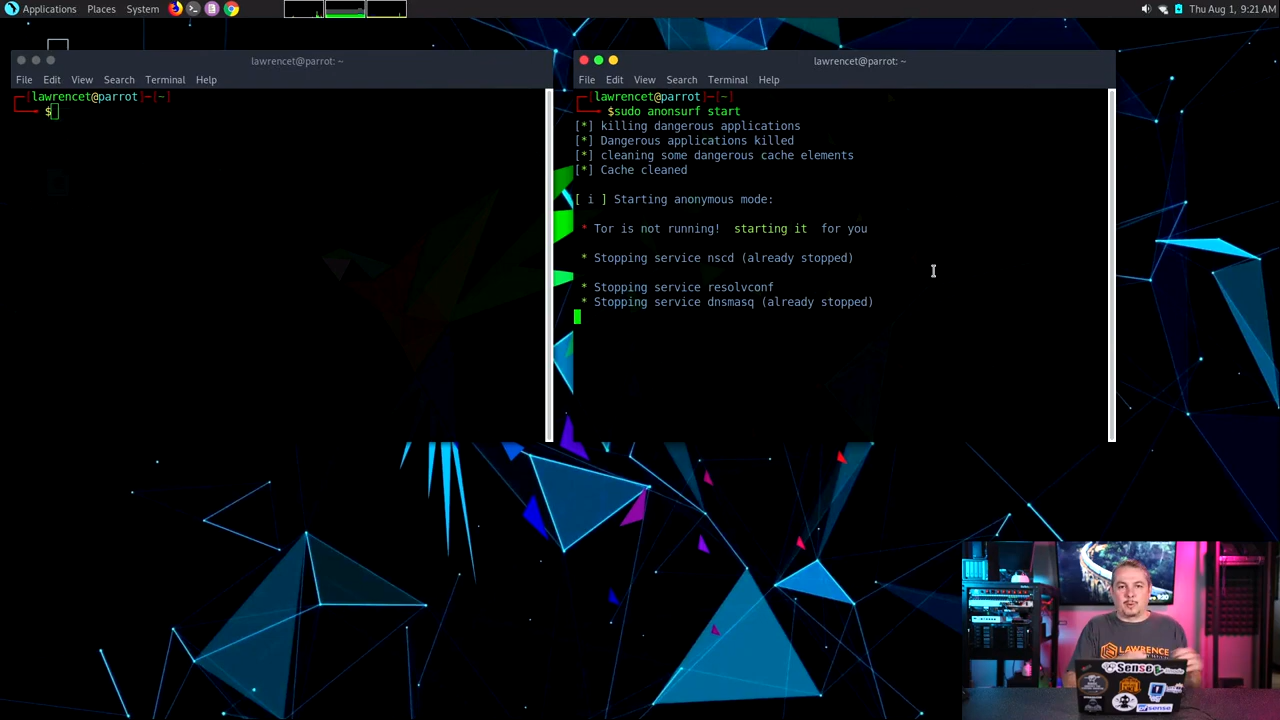 Applications Places System
Thu Aug 1, 9:21 AM
lawrencet@parrot: ~
File Edit View Search Terminal Help
┌─[lawrencet@parrot]─[~]
└──╼ $
lawrencet@parrot: ~
File Edit View Search Terminal Help
┌─[lawrencet@parrot]─[~]
└──╼ $sudo anonsurf start
[*] killing dangerous applications
[*] Dangerous applications killed
[*] cleaning some dangerous cache elements
[*] Cache cleaned
[ i ] Starting anonymous mode:
* Tor is not running! starting it for you
* Stopping service nscd (already stopped)
* Stopping service resolvconf
* Stopping service dnsmasq (already stopped)
LAWRENCE
Sense
sense